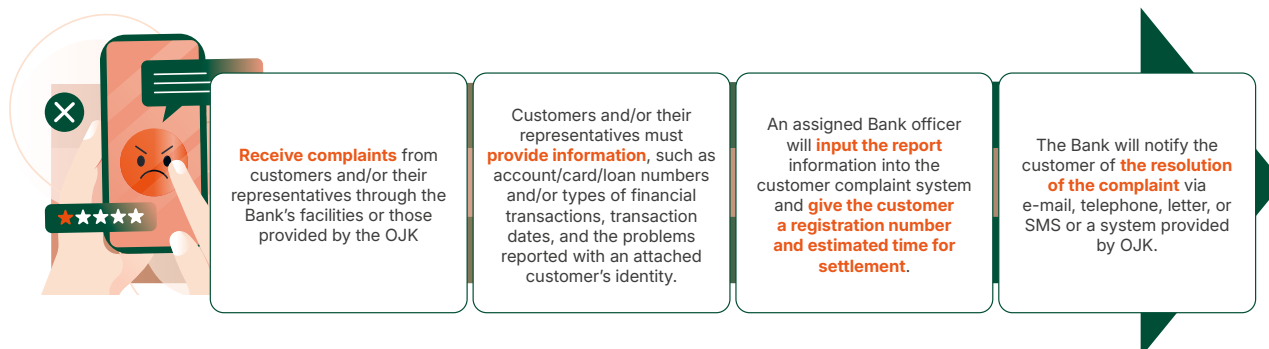 Receive complaints from
customers and/or their
representatives through the
Bank's facilities or those
provided by the OJK
Customers and/or their
representatives must
provide information, such as
account/card/loan numbers
and/or types of financial
transactions, transaction
dates, and the problems
reported with an attached
customer's identity.
An assigned Bank officer
will input the report
information into the
customer complaint system
and give the customer
a registration number
and estimated time for
settlement.
The Bank will notify the
customer of the resolution
of the complaint via
e-mail, telephone, letter, or
SMS or a system provided
by OJK.